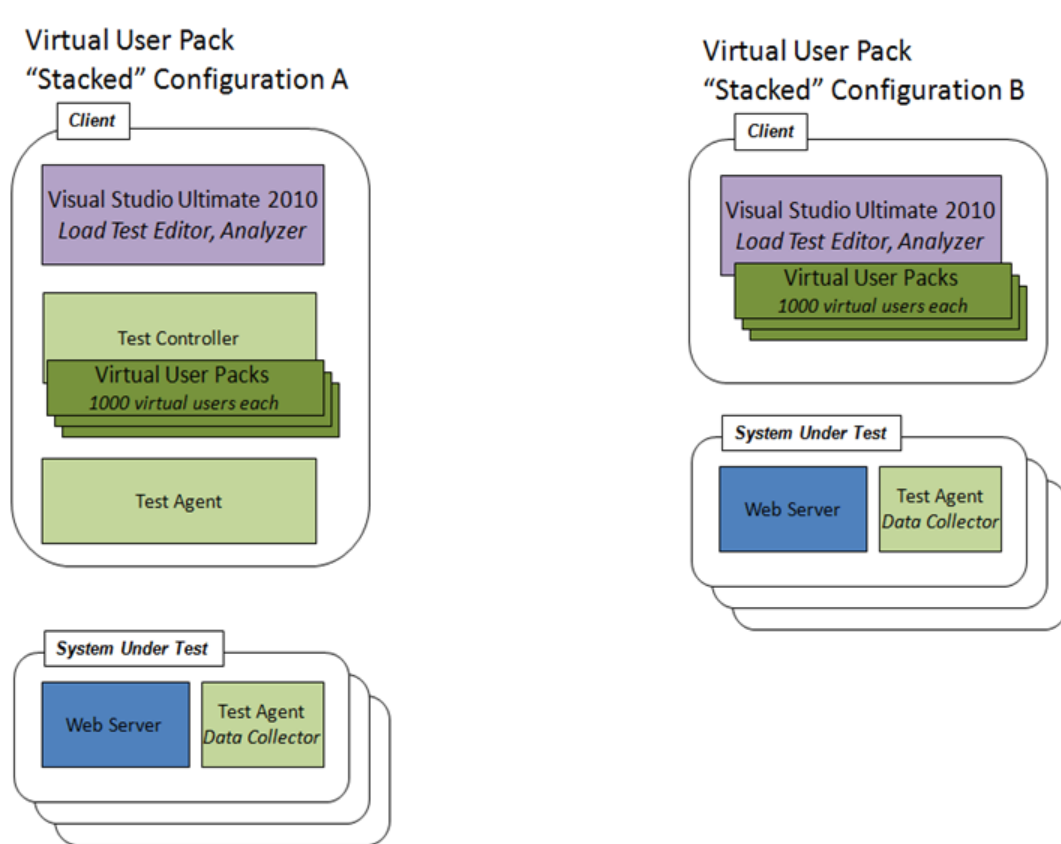 Virtual User Pack
“Stacked” Configuration A
Client
Visual Studio Ultimate 2010
Load Test Editor, Analyzer
Test Controller
Virtual User Packs
1000 virtual users each
Test Agent
System Under Test
Web Server
Test Agent
Data Collector
Virtual User Pack
“Stacked” Configuration B
Client
Visual Studio Ultimate 2010
Load Test Editor, Analyzer
Virtual User Packs
1000 virtual users each
System Under Test
Web Server
Test Agent
Data Collector